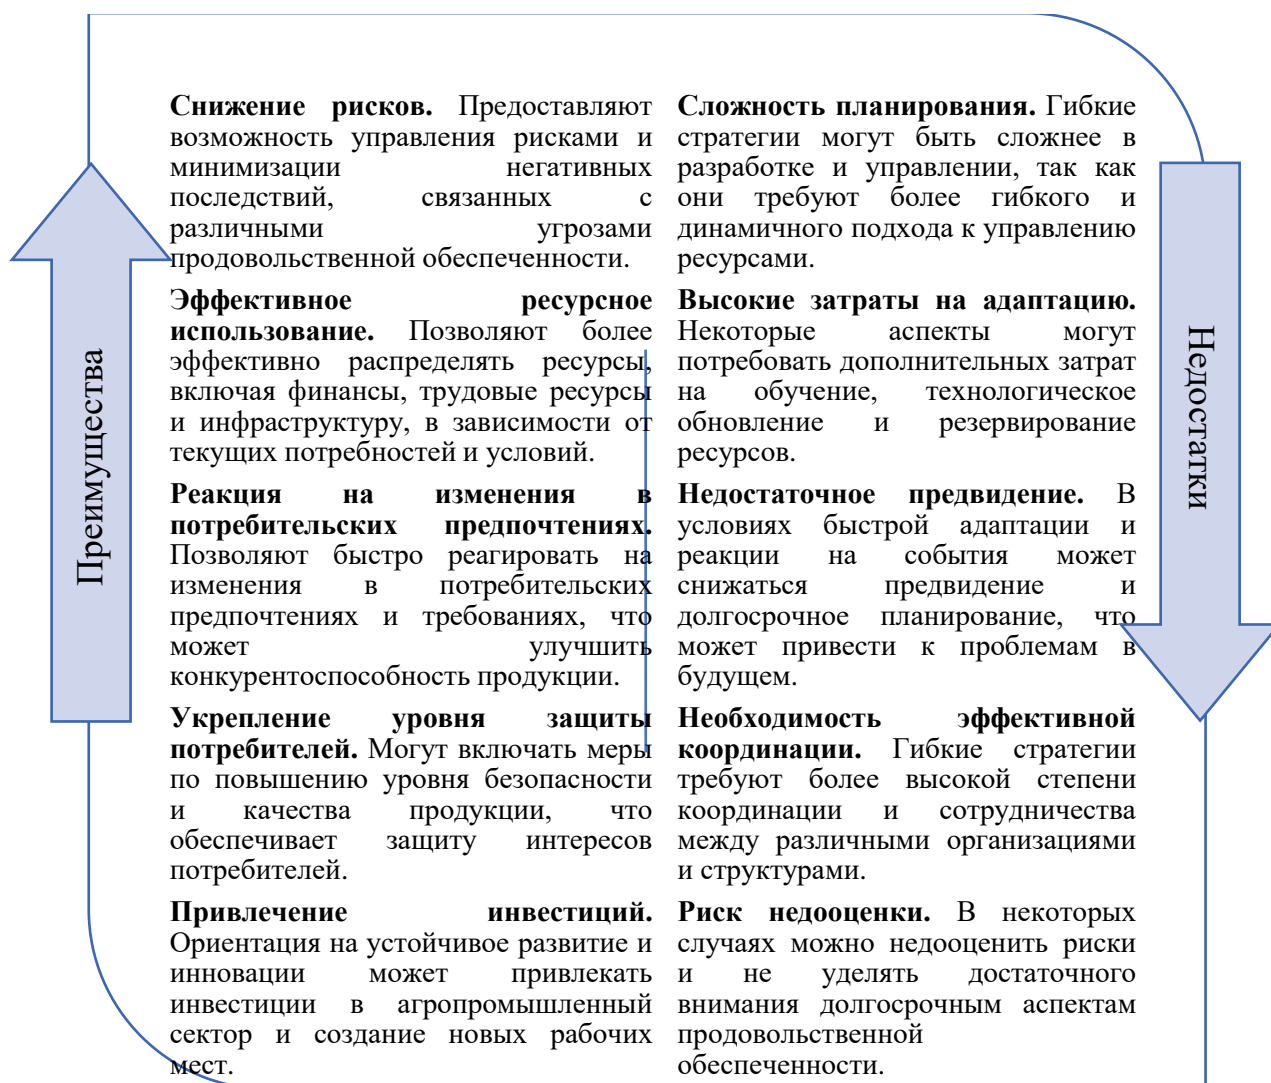 Преимущества
Снижение рисков. Предоставляют
возможность управления рисками и
минимизации негативных
последствий, связанных с
различными угрозами
продовольственной обеспеченности.
Эффективное ресурсное
использование. Позволяют более
эффективно распределять ресурсы,
включая финансы, трудовые ресурсы
и инфраструктуру, в зависимости от
текущих потребностей и условий.
Реакция на изменения в
потребительских предпочтениях.
Позволяют быстро реагировать на
изменения в потребительских
предпочтениях и требованиях, что
может улучшить
конкурентоспособность продукции.
Укрепление уровня защиты
потребителей. Могут включать меры
по повышению уровня безопасности
и качества продукции, что
обеспечивает защиту интересов
потребителей.
Привлечение инвестиций.
Ориентация на устойчивое развитие и
инновации может привлекать
инвестиции в агропромышленный
сектор и создание новых рабочих
мест.
Сложность планирования. Гибкие
стратегии могут быть сложнее в
разработке и управлении, так как
они требуют более гибкого и
динамичного подхода к управлению
ресурсами.
Высокие затраты на адаптацию.
Некоторые аспекты могут
потребовать дополнительных затрат
на обучение, технологическое
обновление и резервирование
ресурсов.
Недостаточное предвидение. В
условиях быстрой адаптации и
реакции на события может
снижаться предвидение и
долгосрочное планирование, что
может привести к проблемам в
будущем.
Необходимость эффективной
координации. Гибкие стратегии
требуют более высокой степени
координации и сотрудничества
между различными организациями
и структурами.
Риск недооценки. В некоторых
случаях можно недооценить риски
и не уделять достаточного
внимания долгосрочным аспектам
продовольственной
обеспеченности.
Недостатки